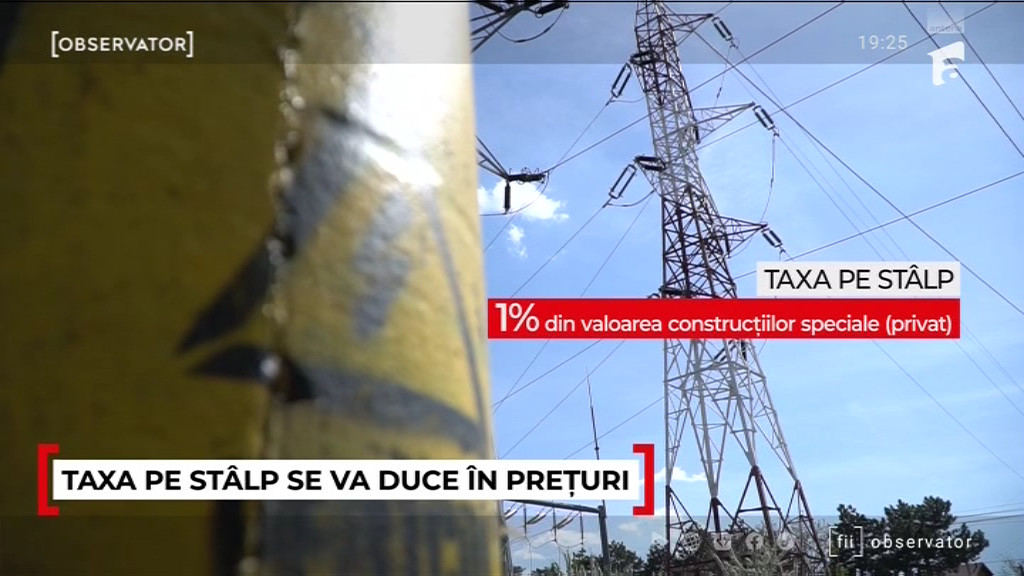 [OBSERVATOR]
19:25
TAXA PE STÂLP
1% din valoarea construcțiilor speciale (privat)
TAXA PE STÂLP SE VA DUCE ÎN PREȚURI
[fii] observator